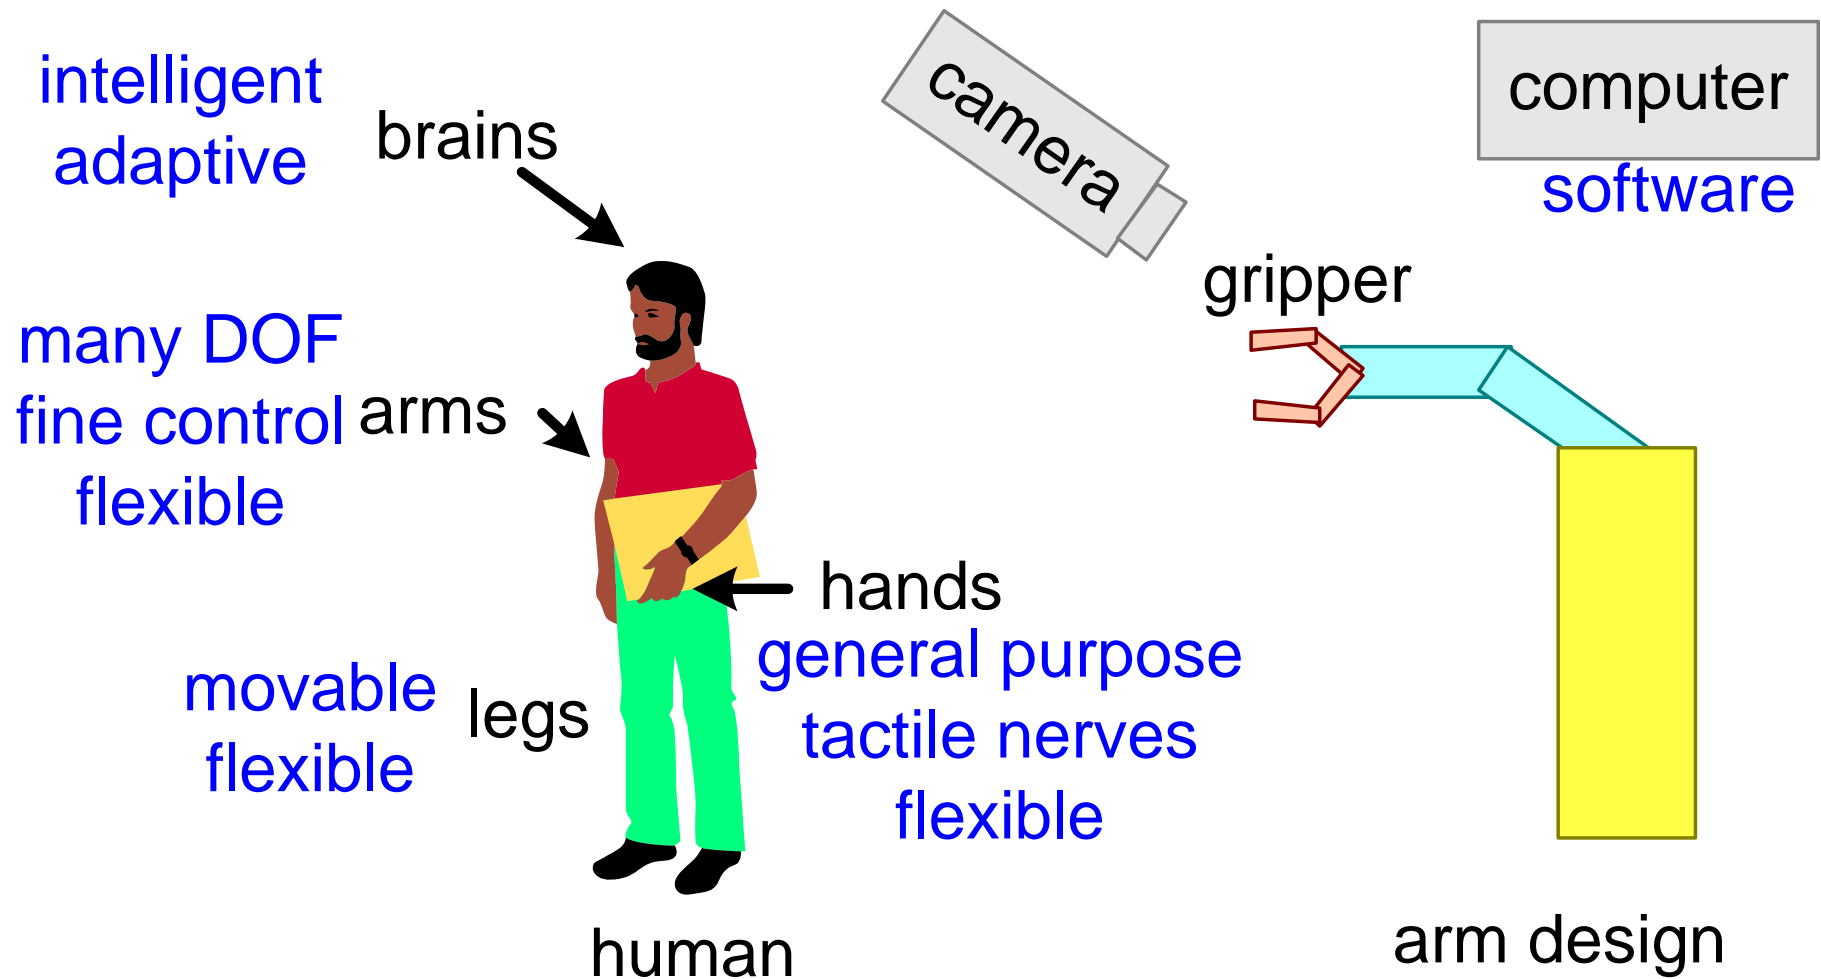 intelligent
adaptive
brains
many DOF
fine control
flexible
arms
movable
flexible
legs
hands
general purpose
tactile nerves
flexible
human
camera
computer
software
gripper
arm design